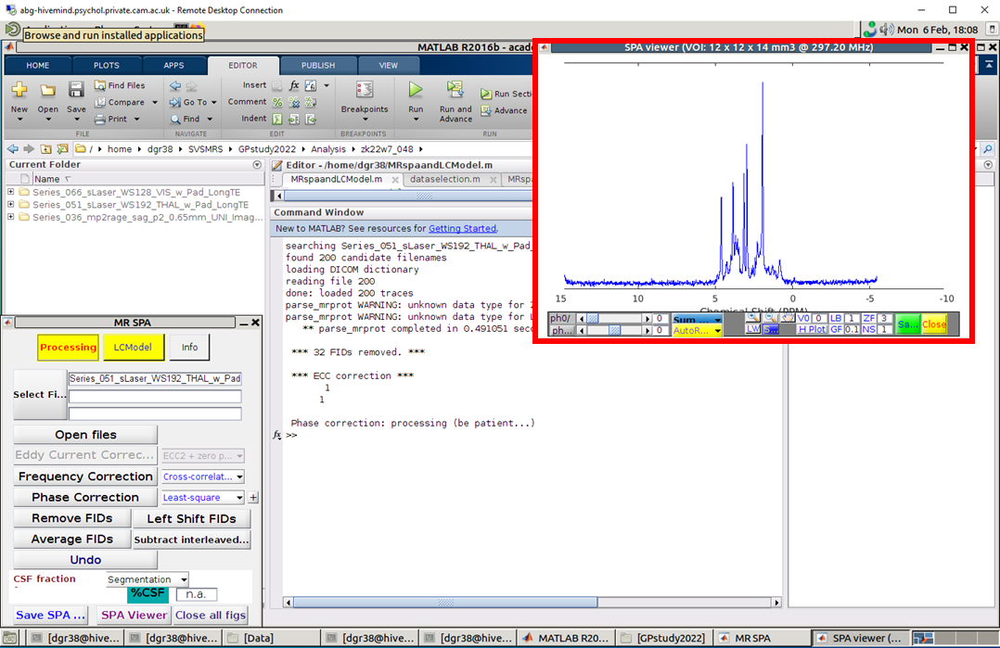 abg-hivemind.psychol.private.cam.ac.uk - Remote Desktop Connection
Browse and run installed applications
Mon 6 Feb, 18:08
MATLAB R2016b - acade
HOME PLOTS APPS EDITOR PUBLISH VIEW
New Open Save Find Files Compare Print
Go To Find
Insert fx
Comment
Indent
Breakpoints
Run Run and Advance Run Secti Advance
FILE NAVIGATE EDIT BREAKPOINTS RUN
/ home dgr38 SVSMRS GPstudy2022 Analysis zk22w7_048
Current Folder
Name
Series_066_sLaser_WS128_VIS_w_Pad_LongTE
Series_051_sLaser_WS192_THAL_w_Pad_LongTE
Series_036_mp2rage_sag_p2_0.65mm_UNI_Imag...
Editor - /home/dgr38/MRspaandLCModel.m
MRspaandLCModel.m dataselection.m MRsp
Command Window
New to MATLAB? See resources for Getting Started.
searching Series_051_sLaser_WS192_THAL_w_Pad_
found 200 candidate filenames
loading DICOM dictionary
reading file 200
done: loaded 200 traces
parse_mrprot WARNING: unknown data type for
parse_mrprot WARNING: unknown data type for
** parse_mrprot completed in 0.491051 seco
*** 32 FIDs removed. ***
*** ECC correction ***
1
1
Phase correction: processing (be patient...)
fx >>
SPA viewer (VOI: 12 x 12 x 14 mm3 @ 297.20 MHz)
15 10 5 0 -5 -10
Chemical Shift (PPM)
ph0/ 0 Sum ... V0 0 LB 1 ZF 3 Sa... Close
ph... 0 AutoR... LW S... H Plot GF 0.1 NS 1
MR SPA
Processing LCModel Info
Select Fi... Series_051_sLaser_WS192_THAL_w_Pad
Open files
Eddy Current Correc... ECC2 + zero p...
Frequency Correction Cross-correlat...
Phase Correction Least-square +
Remove FIDs Left Shift FIDs
Average FIDs Subtract interleaved...
Undo
CSF fraction Segmentation
%CSF n.a.
Save SPA ... SPA Viewer Close all figs
[dgr38@hive... [dgr38@hive... [Data] [dgr38@hive... [dgr38@hive... MATLAB R20... [GPstudy2022] MR SPA SPA viewer (...